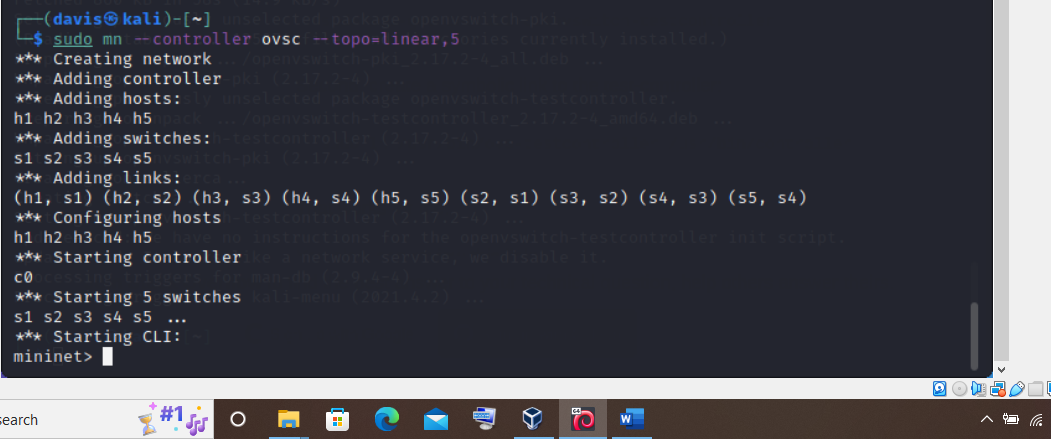 (davis㉿kali)-[~]
$ sudo mn --controller ovsc --topo=linear,5
*** Creating network
*** Adding controller
*** Adding hosts:
h1 h2 h3 h4 h5
*** Adding switches:
s1 s2 s3 s4 s5
*** Adding links:
(h1, s1) (h2, s2) (h3, s3) (h4, s4) (h5, s5) (s2, s1) (s3, s2) (s4, s3) (s5, s4)
*** Configuring hosts
h1 h2 h3 h4 h5
*** Starting controller
c0
*** Starting 5 switches
s1 s2 s3 s4 s5 ...
*** Starting CLI:
mininet>
search
#1
64
W